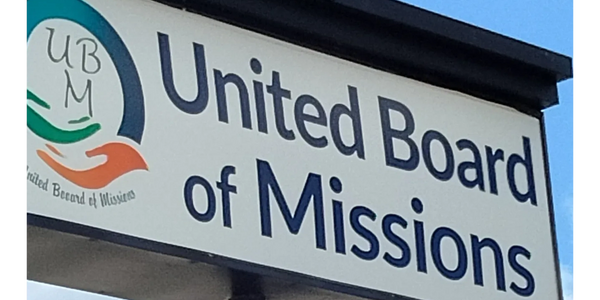 UB
M
United Board of Missions
United Board
of Missions